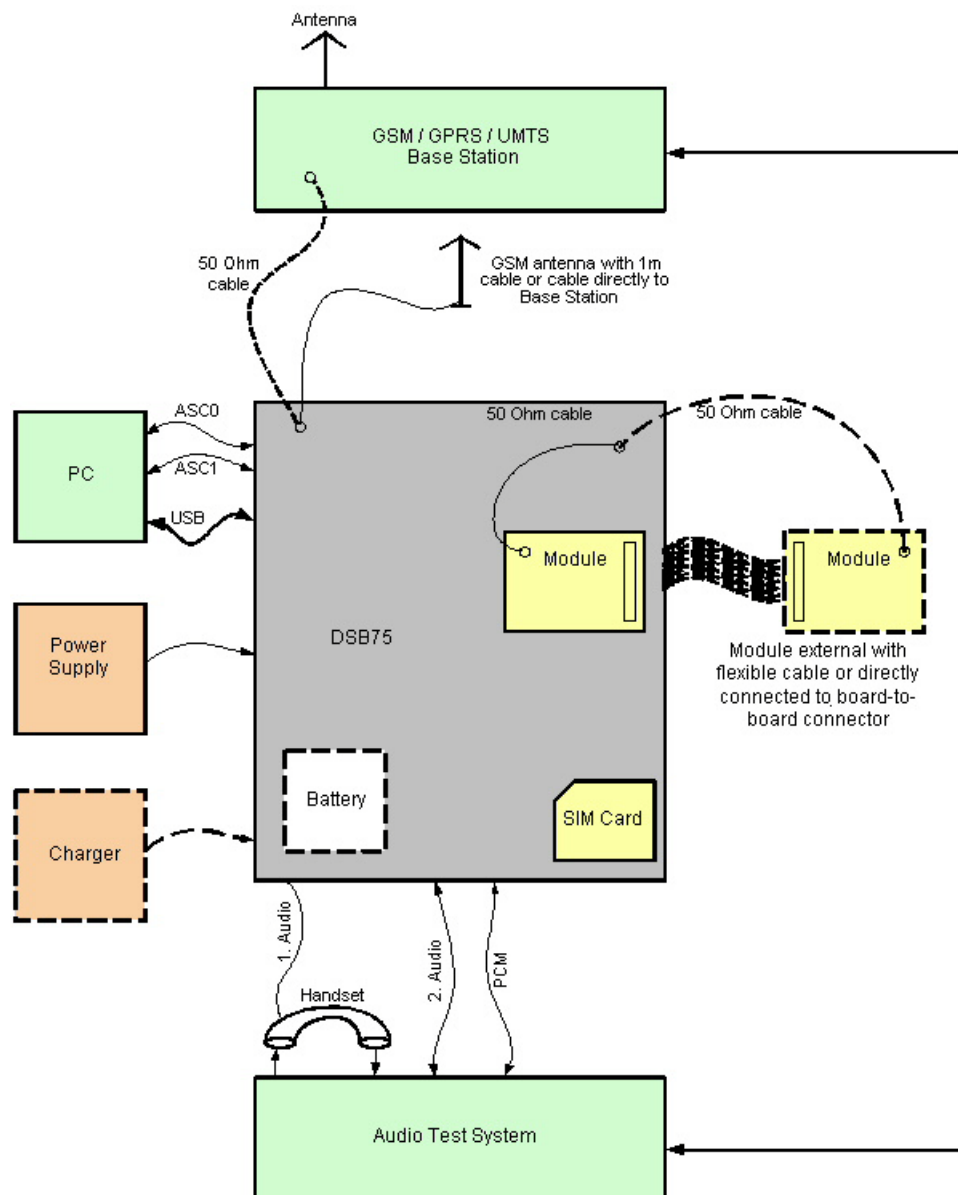 Antenna
GSM / GPRS / UMTS
Base Station
50 Ohm
cable
GSM antenna with 1m
cable or cable directly to
Base Station
ASC0
ASC1
USB
PC
50 Ohm cable
50 Ohm cable
Module
Module
Module external with
flexible cable or directly
connected to board-to-
board connector
Power
Supply
DSB75
Battery
SIM Card
Charger
1. Audio
2. Audio
PCM
Handset
Audio Test System